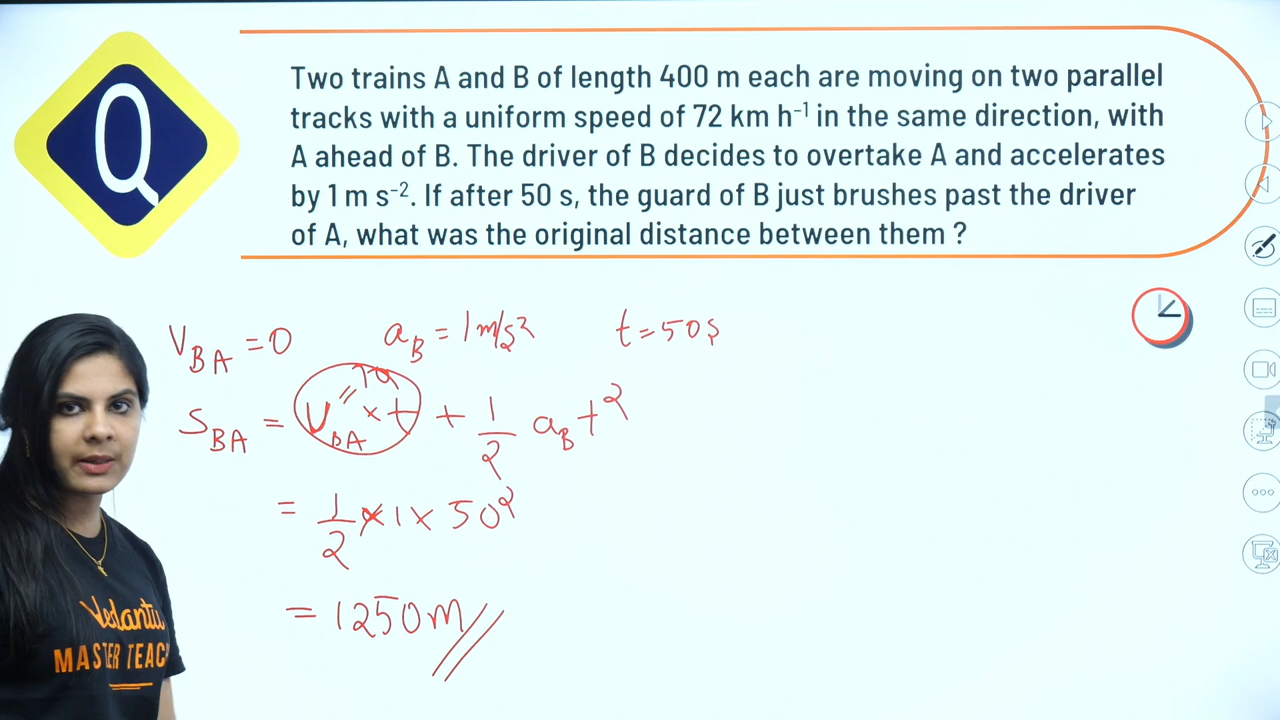 Q
Two trains A and B of length 400 m each are moving on two parallel
tracks with a uniform speed of 72 km h⁻¹ in the same direction, with
A ahead of B. The driver of B decides to overtake A and accelerates
by 1 m s⁻². If after 50 s, the guard of B just brushes past the driver
of A, what was the original distance between them ?
V_BA = 0 a_B = 1 m/s² t = 50s
S_BA = V_BA × t + 1/2 a_B t²
= 1/2 × 1 × 50²
= 1250 m
Vedantu
MASTER TEAC